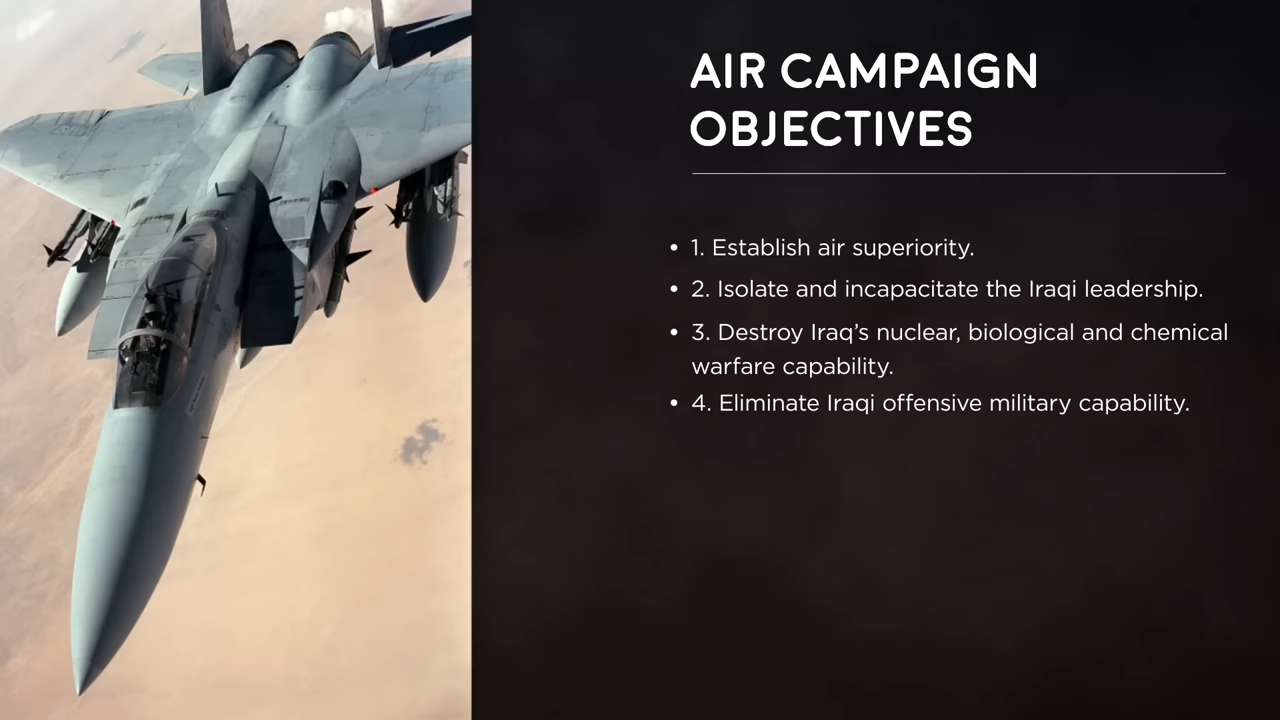 AIR CAMPAIGN
OBJECTIVES
• 1. Establish air superiority.
• 2. Isolate and incapacitate the Iraqi leadership.
• 3. Destroy Iraq’s nuclear, biological and chemical
warfare capability.
• 4. Eliminate Iraqi offensive military capability.